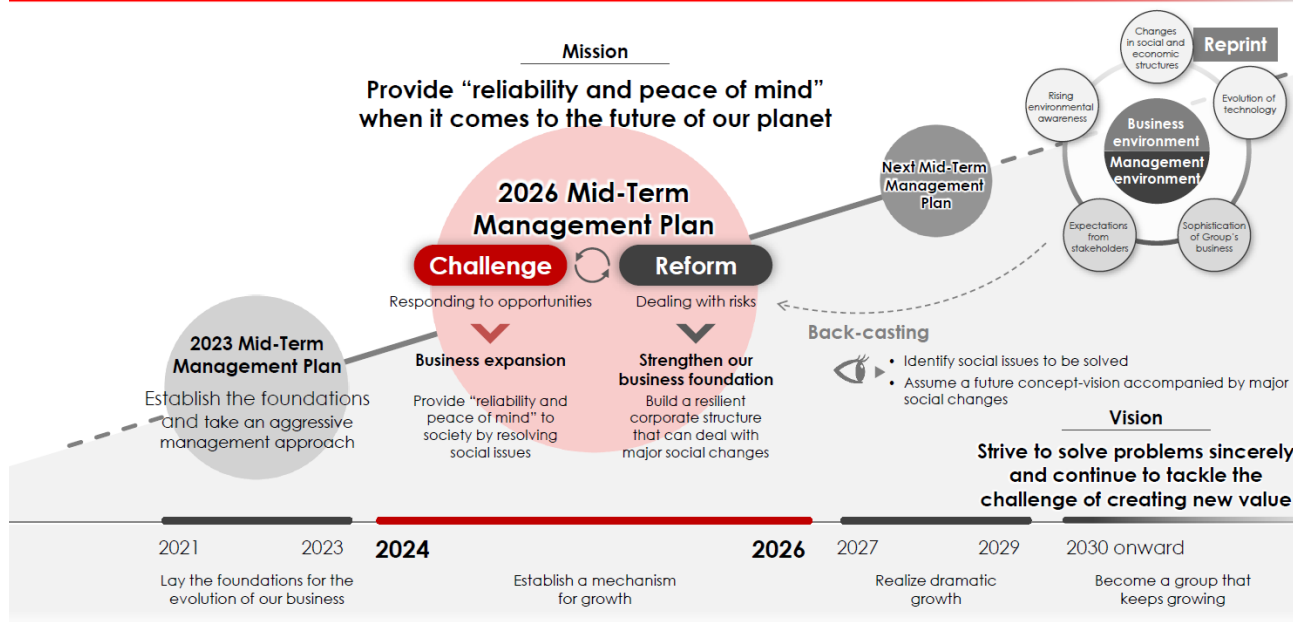 Mission
Provide “reliability and peace of mind”
when it comes to the future of our planet
Reprint
Changes
in social and
economic
structures
Rising
environmental
awareness
Evolution of
technology
Business
environment
Management
environment
Expectations
from
stakeholders
Sophistication
of Group's
business
Next Mid-Term
Management
Plan
2026 Mid-Term
Management Plan
Challenge
Reform
Responding to opportunities
Dealing with risks
Business expansion
Strengthen our
business foundation
Provide “reliability and
peace of mind” to
society by resolving
social issues
Build a resilient
corporate structure
that can deal with
major social changes
2023 Mid-Term
Management Plan
Establish the foundations
and take an aggressive
management approach
Back-casting
• Identify social issues to be solved
• Assume a future concept-vision accompanied by major
social changes
Vision
Strive to solve problems sincerely
and continue to tackle the
challenge of creating new value
2021
2023
2024
2026
2027
2029
2030 onward
Lay the foundations for the
evolution of our business
Establish a mechanism
for growth
Realize dramatic
growth
Become a group that
keeps growing